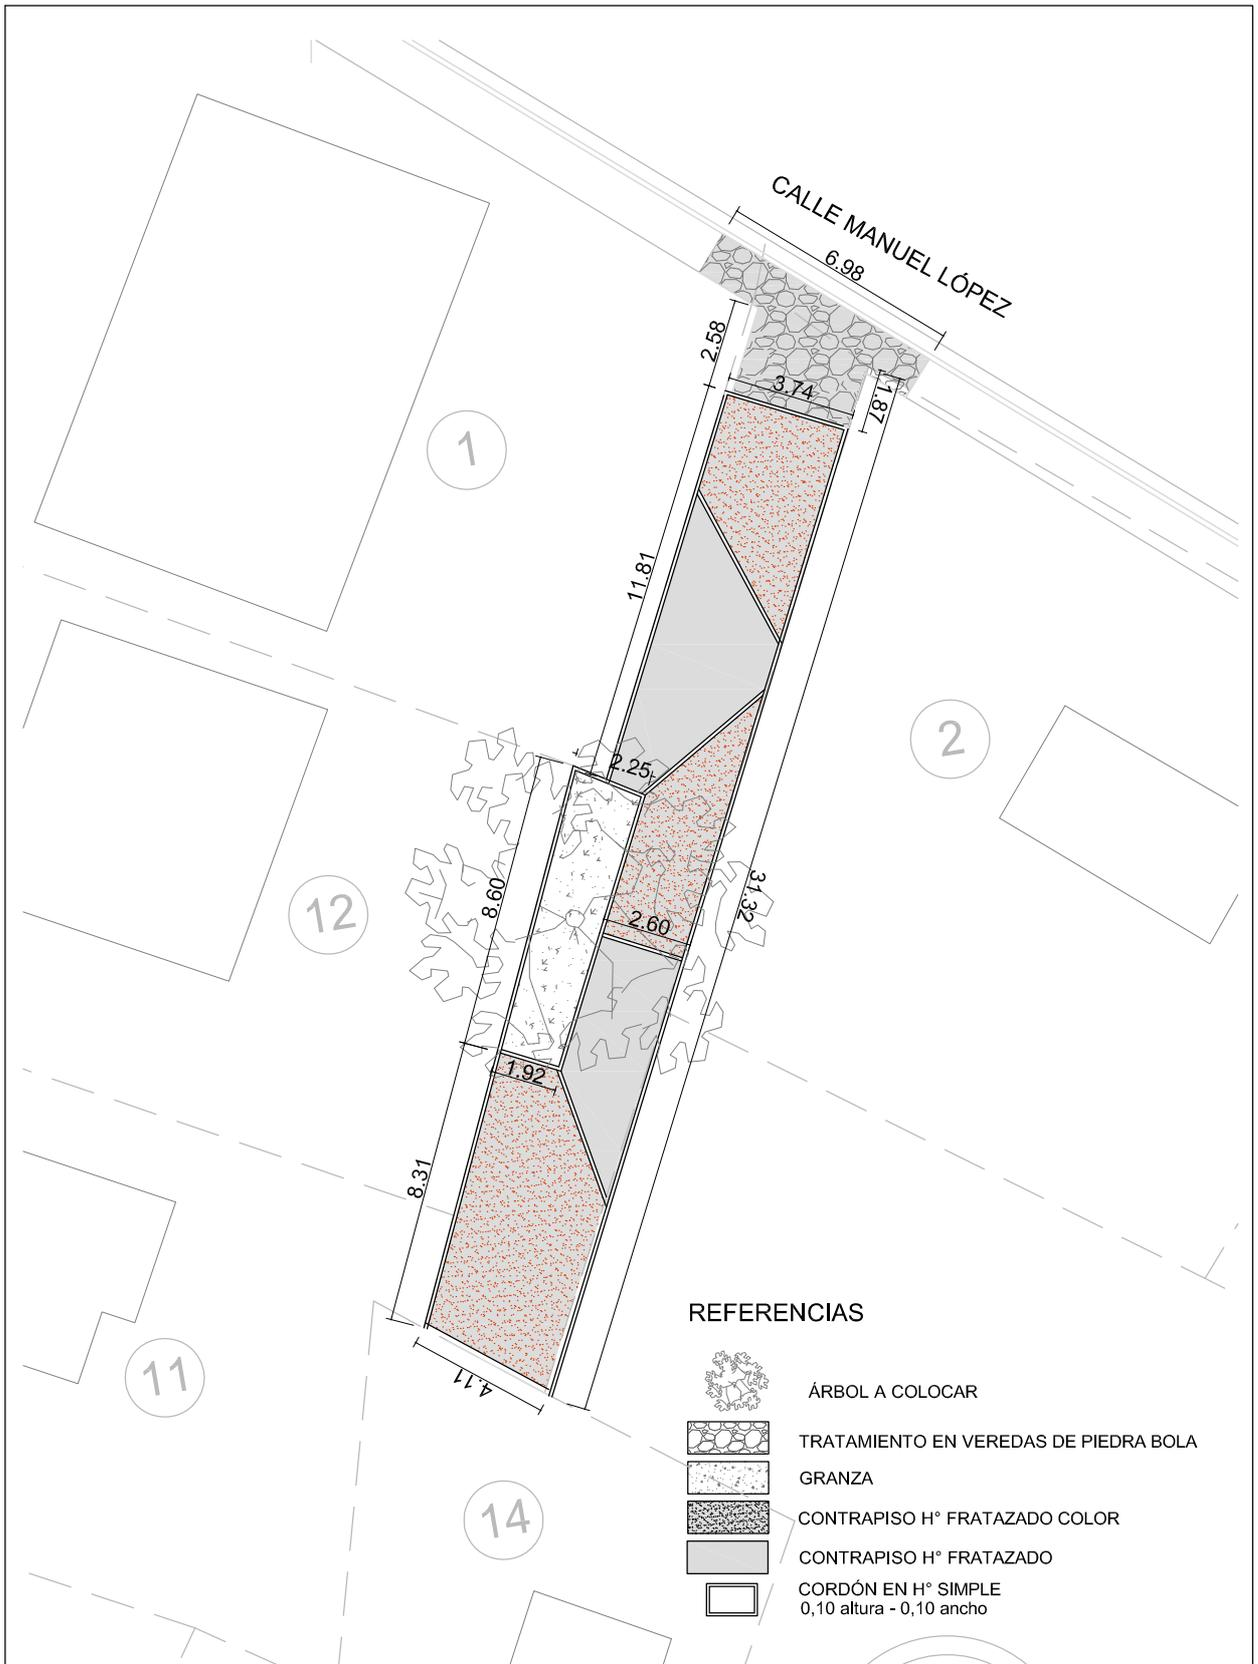 CALLE MANUEL LÓPEZ
6.98
2.58
3.74
1.87
1
11.81
2
2.25
31.32
12
8.60
2.60
1.92
8.31
4.11
11
14
REFERENCIAS
ÁRBOL A COLOCAR
TRATAMIENTO EN VEREDAS DE PIEDRA BOLA
GRANZA
CONTRAPISO H° FRATAZADO COLOR
CONTRAPISO H° FRATAZADO
CORDÓN EN H° SIMPLE
0,10 altura - 0,10 ancho